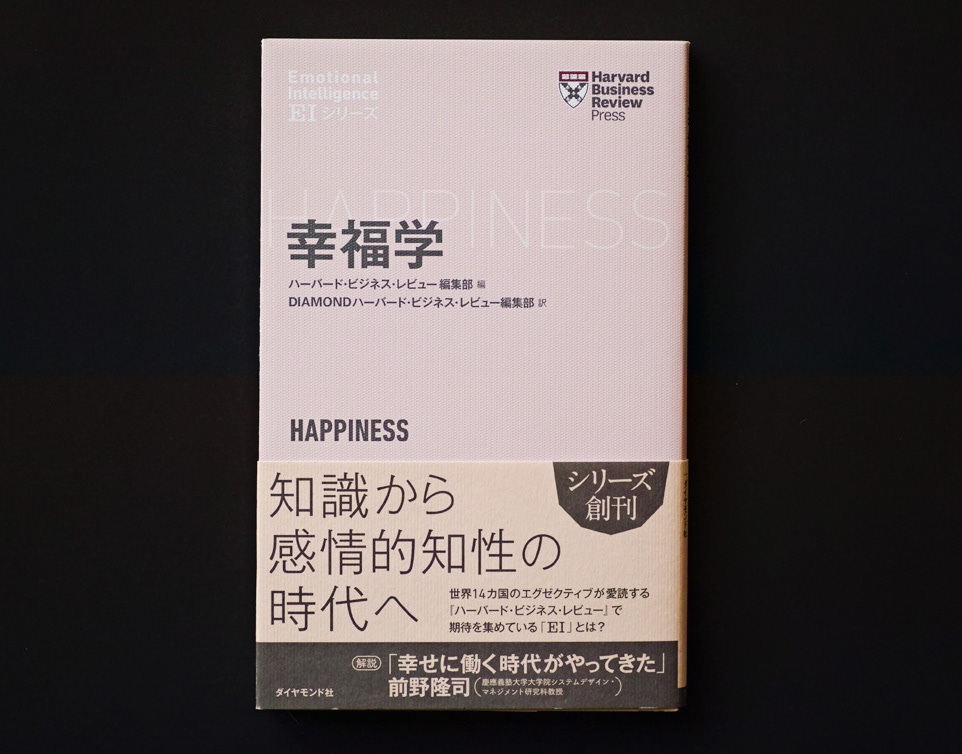 Emotional
Intelligence
EI シリーズ
Harvard
Business
Review
Press
HAPPINESS
幸福学
ハーバード・ビジネス・レビュー編集部 編
DIAMONDハーバード・ビジネス・レビュー編集部 訳
HAPPINESS
シリーズ
創刊
知識から
感情的知性の
時代へ
世界14カ国のエグゼクティブが愛読する
『ハーバード・ビジネス・レビュー』で
期待を集めている「EI」とは?
解説 「幸せに働く時代がやってきた」
前野隆司(慶應義塾大学大学院システムデザイン・
マネジメント研究科教授)
ダイヤモンド社